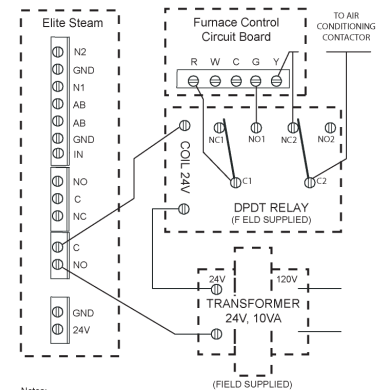 Elite Steam
N2
GND
N1
AB
AB
GND
IN
NO
C
NC
C
NO
GND
24V
Furnace Control
Circuit Board
R W C G Y
TO AIR
CONDITIONING
CONTACTOR
COIL 24V
NC1
NO1
NC2
NO2
C1
C2
DPDT RELAY
(F ELD SUPPLIED)
24V
120V
TRANSFORMER
24V, 10VA
(FIELD SUPPLIED)
Notes: